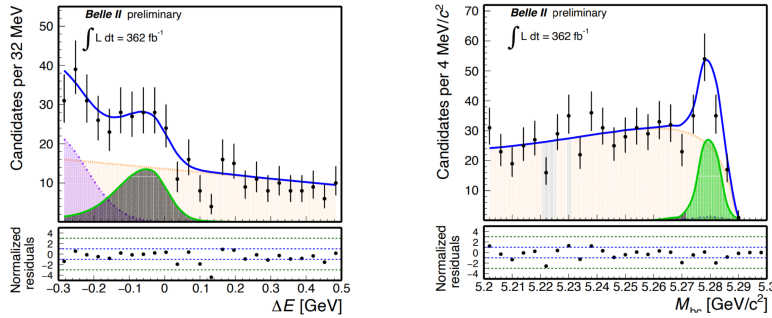 Belle II preliminary
∫ L dt = 362 fb⁻¹
Candidates per 32 MeV
50
40
30
20
10
Normalized residuals
4
2
0
−2
−4
−0.3 −0.2 −0.1 0 0.1 0.2 0.3 0.4 0.5
ΔE [GeV]
Belle II preliminary
∫ L dt = 362 fb⁻¹
Candidates per 4 MeV/c²
70
60
50
40
30
20
10
Normalized residuals
4
2
0
−2
−4
5.2 5.21 5.22 5.23 5.24 5.25 5.26 5.27 5.28 5.29 5.3
M_bc [GeV/c²]